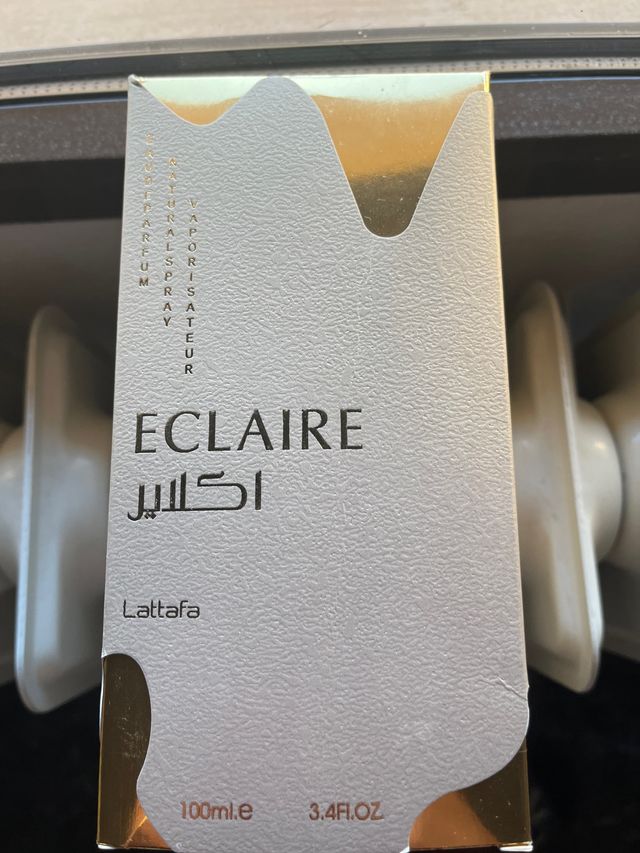 EAU DE PARFUM
NATURAL SPRAY
VAPORISATEUR
ECLAIRE
اكلاير
Lattafa
100ml.e 3.4Fl.OZ